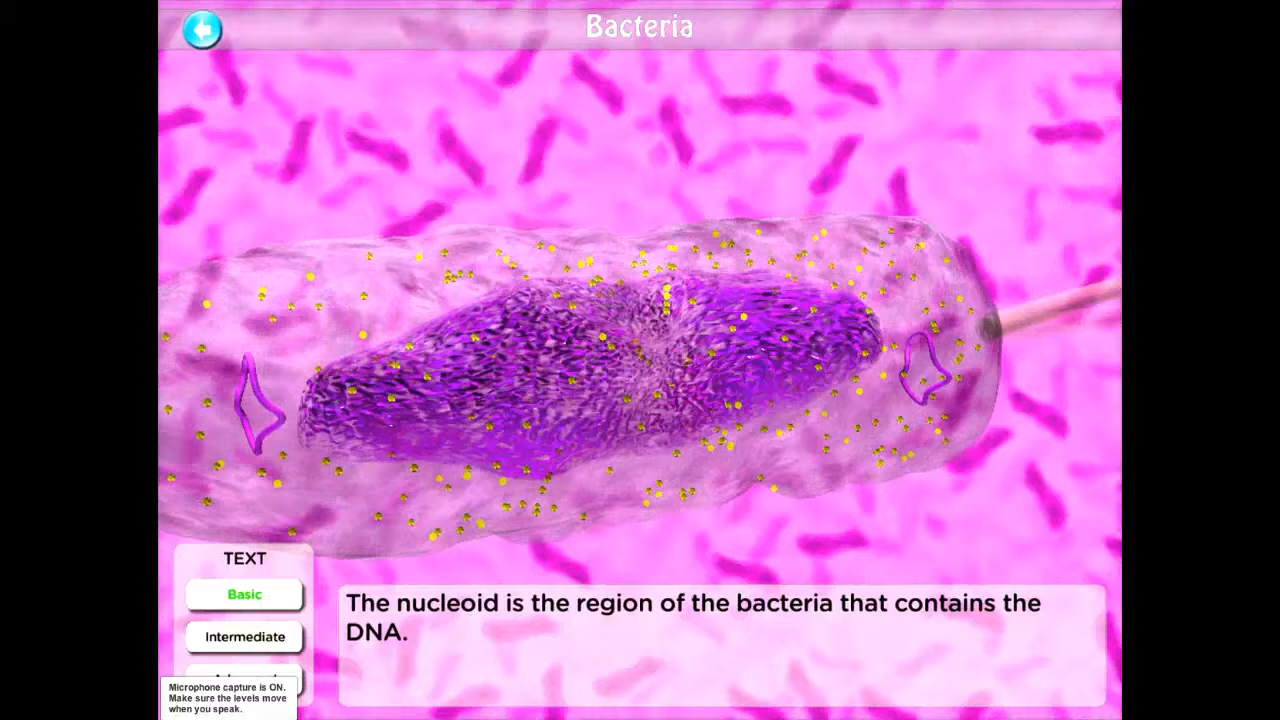 Bacteria
TEXT
Basic
Intermediate
The nucleoid is the region of the bacteria that contains the
DNA.
Microphone capture is ON.
Make sure the levels move
when you speak.